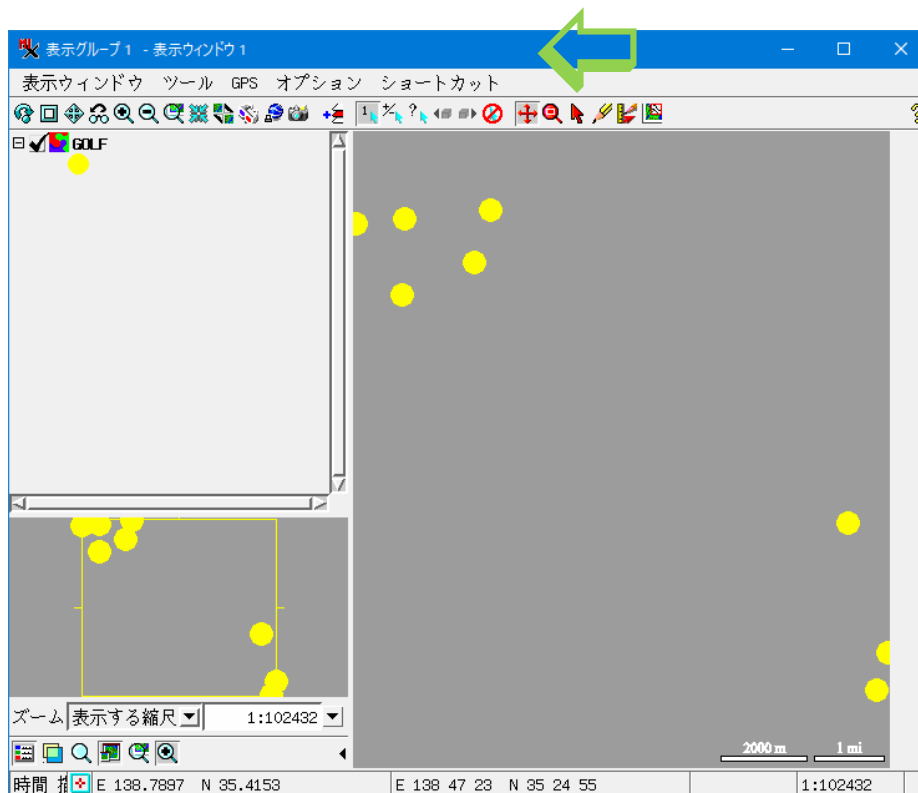 表示グループ1 - 表示ウィンドウ1
表示ウィンドウ ツール GPS オプション ショートカット
GOLF
ズーム 表示する縮尺 1:102432
2000 m 1 mi
時間 E 138.7897 N 35.4153 E 138 47 23 N 35 24 55 1:102432